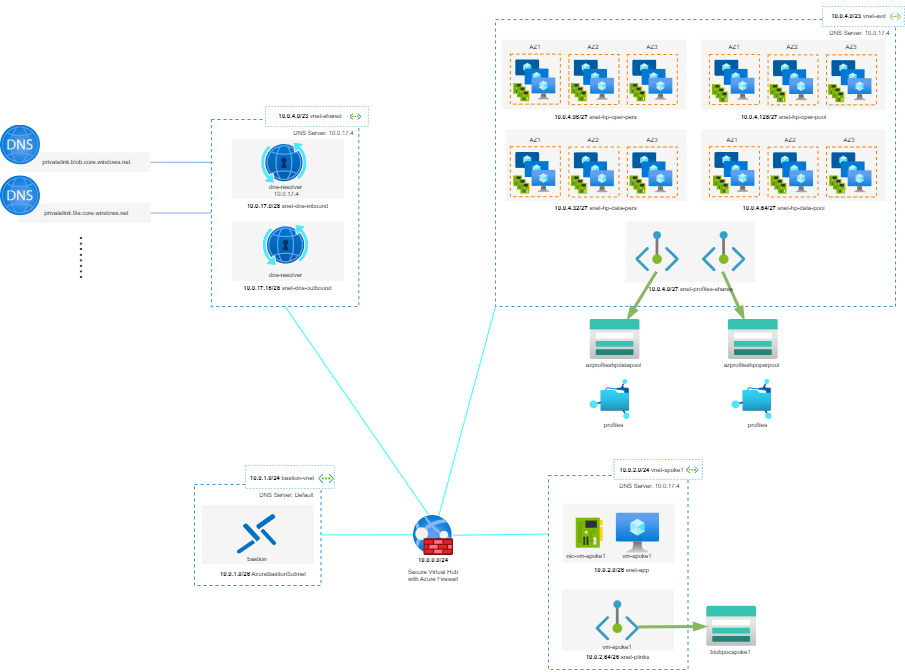 10.0.4.0/23 vnet-avd
DNS Server: 10.0.17.4
AZ1
AZ2
AZ3
10.0.4.96/27 snet-hp-oper-pers
AZ1
AZ2
AZ3
10.0.4.128/27 snet-hp-oper-pool
AZ1
AZ2
AZ3
10.0.4.32/27 snet-hp-data-pers
AZ1
AZ2
AZ3
10.0.4.64/27 snet-hp-data-pool
10.0.4.0/27 snet-profiles-shares
azprofileshpdatapool
azprofileshpoperpool
profiles
profiles
10.0.4.0/23 vnet-shared
DNS Server: 10.0.17.4
DNS
privatelink.blob.core.windows.net
DNS
privatelink.file.core.windows.net
dns-resolver
10.0.17.4
10.0.17.0/28 snet-dns-inbound
dns-resolver
10.0.17.16/28 snet-dns-outbound
10.0.1.0/24 bastion-vnet
DNS Server: Default
bastion
10.0.1.0/26 AzureBastionSubnet
10.0.0.0/24
Secure Virtual Hub
with Azure Firewall
10.0.2.0/24 vnet-spoke1
DNS Server: 10.0.17.4
nic-vm-spoke1
vm-spoke1
10.0.2.0/26 snet-app
vm-spoke1
10.0.2.64/26 snet-plinks
blobpocspoke1